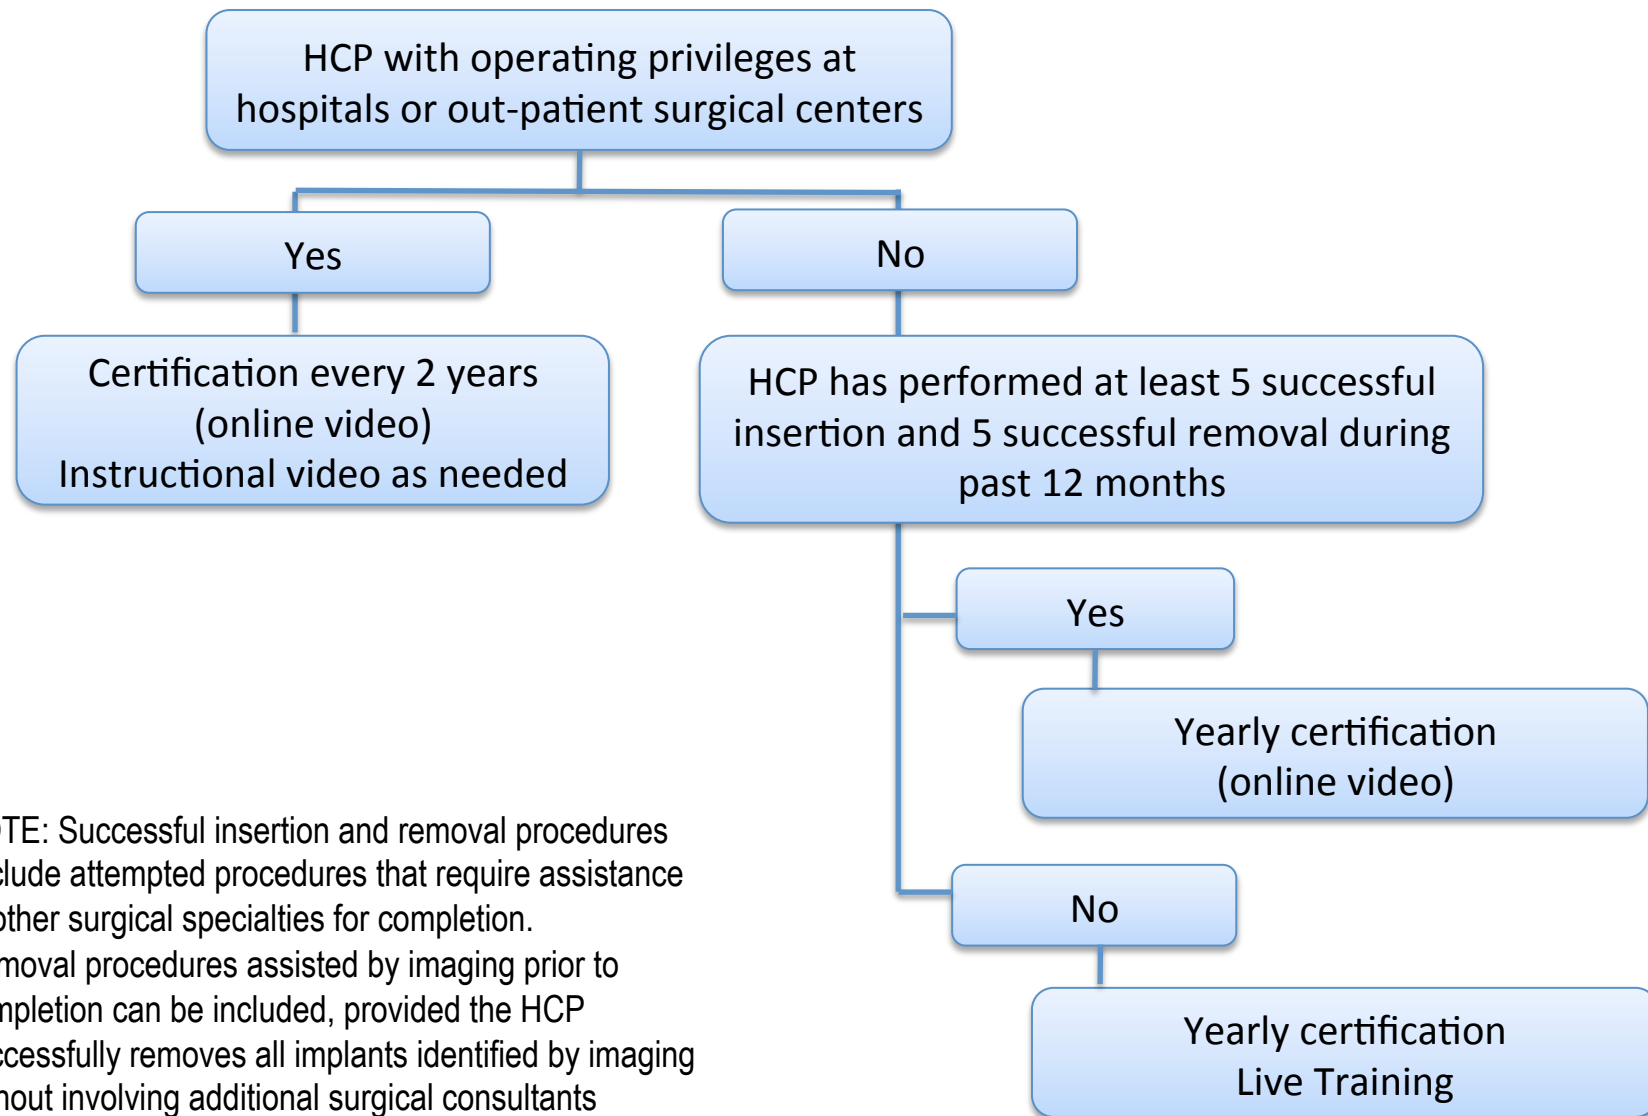 HCP with operating privileges at
hospitals or out-patient surgical centers
Yes
No
Certification every 2 years
(online video)
Instructional video as needed
HCP has performed at least 5 successful
insertion and 5 successful removal during
past 12 months
Yes
Yearly certification
(online video)
No
Yearly certification
Live Training
TE: Successful insertion and removal procedures
clude attempted procedures that require assistance
other surgical specialties for completion.
moval procedures assisted by imaging prior to
mpletion can be included, provided the HCP
ccessfully removes all implants identified by imaging
hout involving additional surgical consultants